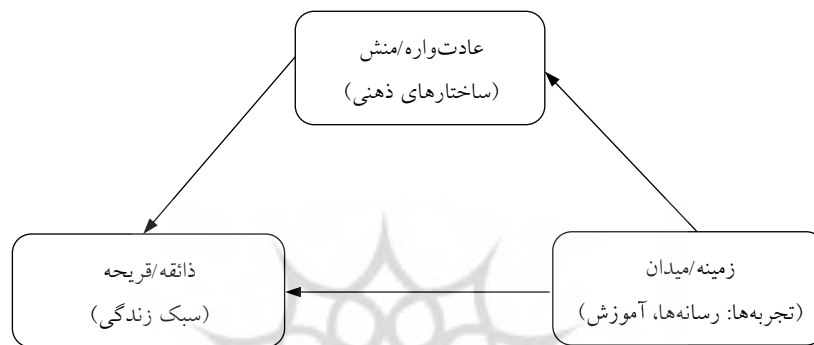 عادت‌واره/منش
(ساختارهای ذهنی)
زمینه/میدان
(تجربه‌ها: رسانه‌ها، آموزش)
ذائقه/قریحه
(سبک زندگی)